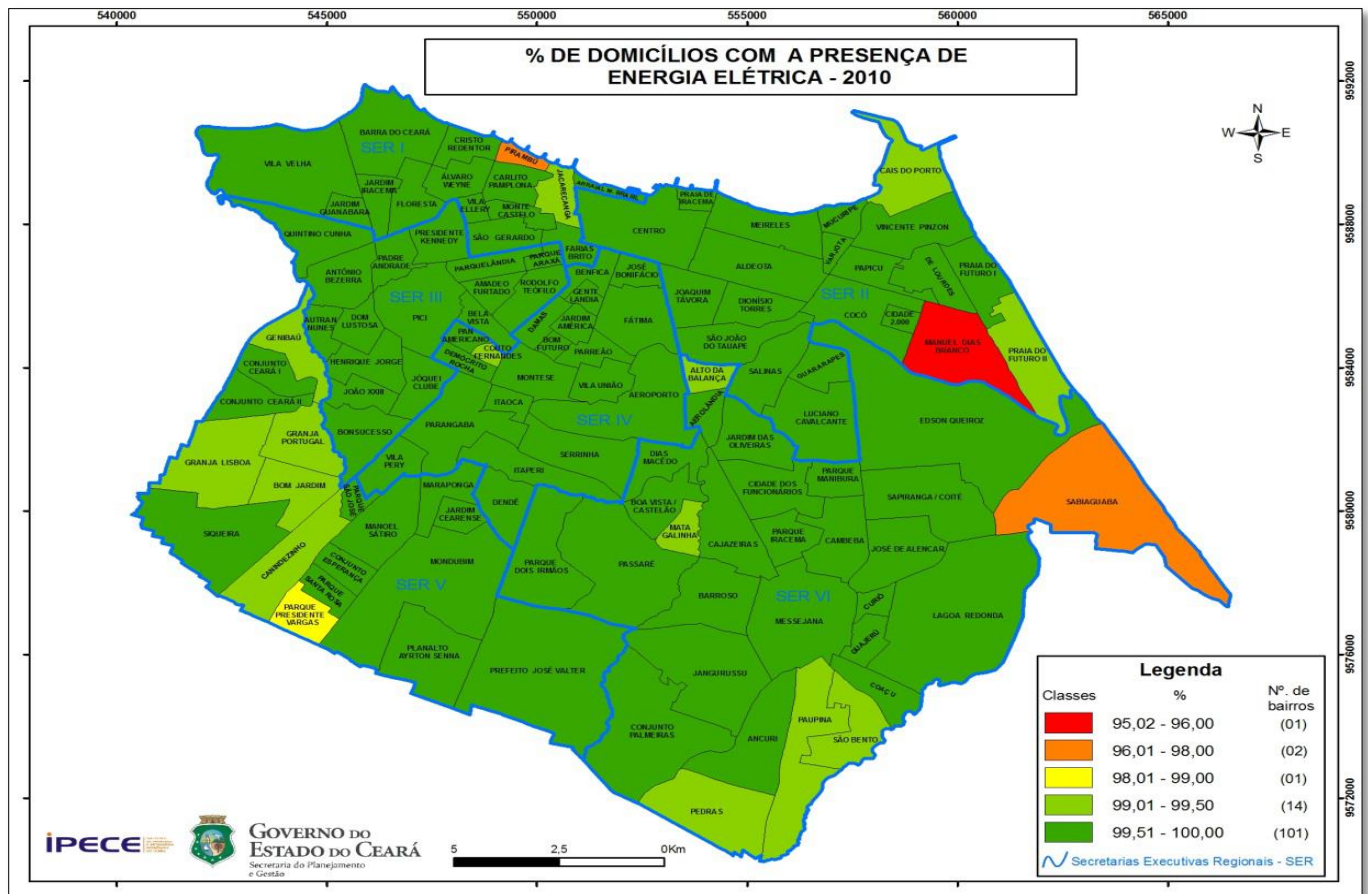 540000 545000 550000 555000 560000 565000
% DE DOMICÍLIOS COM A PRESENÇA DE
ENERGIA ELÉTRICA - 2010
9592000
9588000
9584000
9580000
9576000
9572000
N
W E
S
BARRA DO CEARÁ
SER I
CRISTO
REDENTOR
PIRAMBÚ
VILA VELHA
JARDIM
IRACEMA
ÁLVARO
WEYNE
CARLITO
PAMPLONA
JACARECANGA
JARDIM
GUANABARA
FLORESTA
VILA
ELLERY
MONTE
CASTELO
PRAIA DE
IRACEMA
CAIS DO PORTO
QUINTINO CUNHA
PRESIDENTE
KENNEDY
SÃO GERARDO
CENTRO
MEIRELES
MUCURIPE
VINCENTE PINZON
VARJOTA
PADRE
ANDRADE
PARQUELÂNDIA
PARQUE
ARAXÁ
FARIAS
BRITO
ANTÔNIO
BEZERRA
AMADEO
FURTADO
RODOLFO
TEÓFILO
BENFICA
JOSÉ
BONIFÁCIO
ALDEOTA
PAPICU
DE LOURDES
PRAIA DO
FUTURO I
SER III
GENTE
LANDIA
JOAQUIM
TÁVORA
DIONÍSIO
TORRES
SER II
AUTRAN
NUNES
DOM
LUSTOSA
PICI
BELA
VISTA
DAMAS
JARDIM
AMÉRICA
FÁTIMA
COCÓ
CIDADE
2.000
GENIBAÚ
PAN
AMERICANO
COUTO
FERNANDES
BOM
FUTURO
PARREÃO
SÃO JOÃO
DO TAUAPE
MANUEL DIAS
BRANCO
PRAIA DO
FUTURO II
CONJUNTO
CEARÁ I
HENRIQUE JORGE
DEMÓCRITO
ROCHA
JÓQUEI
CLUBE
MONTESE
VILA UNIÃO
ALTO DA
BALANÇA
SALINAS
GUARARAPES
CONJUNTO CEARÁ II
JOÃO XXIII
ITAOCA
AEROPORTO
AEROLÂNDIA
LUCIANO
CAVALCANTE
EDSON QUEIROZ
GRANJA
PORTUGAL
BONSUCESSO
PARANGABA
SER IV
JARDIM DAS
OLIVEIRAS
GRANJA LISBOA
VILA
PERY
ITAPERI
SERRINHA
DIAS
MACÊDO
BOM JARDIM
PARQUE
SÃO JOSÉ
MARAPONGA
DENDÊ
CIDADE DOS
FUNCIONÁRIOS
PARQUE
MANIBURA
SAPIRANGA / COITÉ
SABIAGUABA
JARDIM
CEARENSE
BOA VISTA /
CASTELÃO
SIQUEIRA
MANOEL
SÁTIRO
MATA
GALINHA
CAJAZEIRAS
PARQUE
IRACEMA
CAMBEBA
JOSÉ DE ALENCAR
CANINDEZINHO
CONJUNTO
ESPERANÇA
MONDUBIM
PARQUE
DOIS IRMÃOS
PASSARÉ
PARQUE
SANTA ROSA
SER V
BARROSO
SER VI
CURIÓ
PARQUE
PRESIDENTE
VARGAS
MESSEJANA
LAGOA REDONDA
GUAJERÚ
PLANALTO
AYRTON SENNA
PREFEITO JOSÉ VALTER
JANGURUSSU
COAÇU
CONJUNTO
PALMEIRAS
ANCURI
PAUPINA
SÃO BENTO
PEDRAS
Legenda
Classes % Nº. de
bairros
95,02 - 96,00 (01)
96,01 - 98,00 (02)
98,01 - 99,00 (01)
99,01 - 99,50 (14)
99,51 - 100,00 (101)
Secretarias Executivas Regionais - SER
IPECE
GOVERNO DO
ESTADO DO CEARÁ
Secretaria do Planejamento
e Gestão
5 2,5 0Km